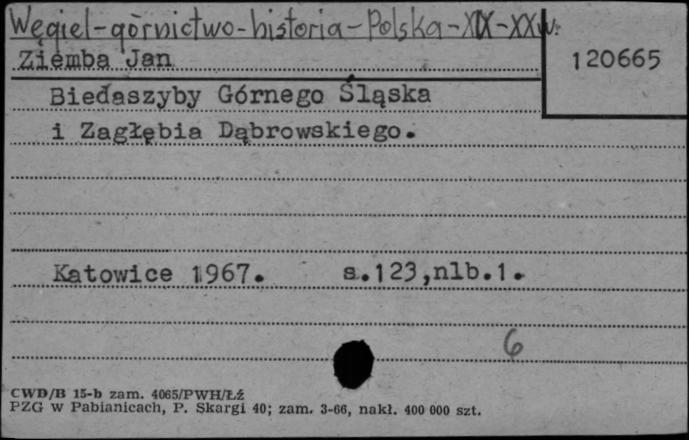 Węgiel-górnictwo-historia-Polska-XIX-XXw.
Ziemba Jan
120665
Biedaszyby Górnego Śląska
i Zagłębia Dąbrowskiego.
Katowice 1967. s.123,nlb.1.
6
CWD/B 15-b zam. 4065/PWH/Łź
PZG w Pabianicach, P. Skargi 40; zam. 3-66, nakł. 400 000 szt.